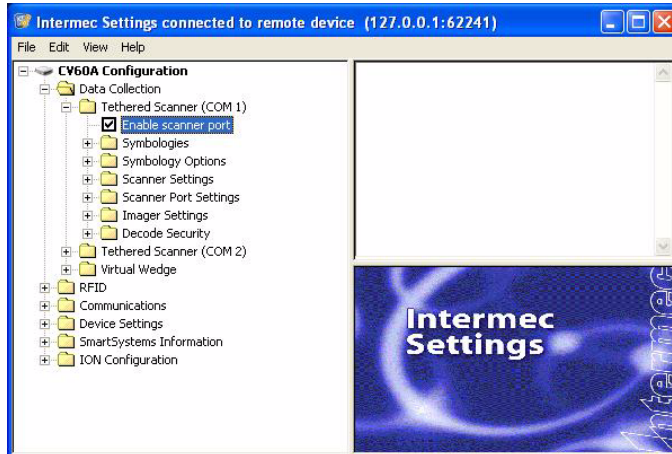 Intermec Settings connected to remote device (127.0.0.1:62241)
File Edit View Help
CV60A Configuration
Data Collection
Tethered Scanner (COM 1)
Enable scanner port
Symbologies
Symbology Options
Scanner Settings
Scanner Port Settings
Imager Settings
Decode Security
Tethered Scanner (COM 2)
Virtual Wedge
RFID
Communications
Device Settings
SmartSystems Information
ION Configuration
Intermec
Settings
Intermec